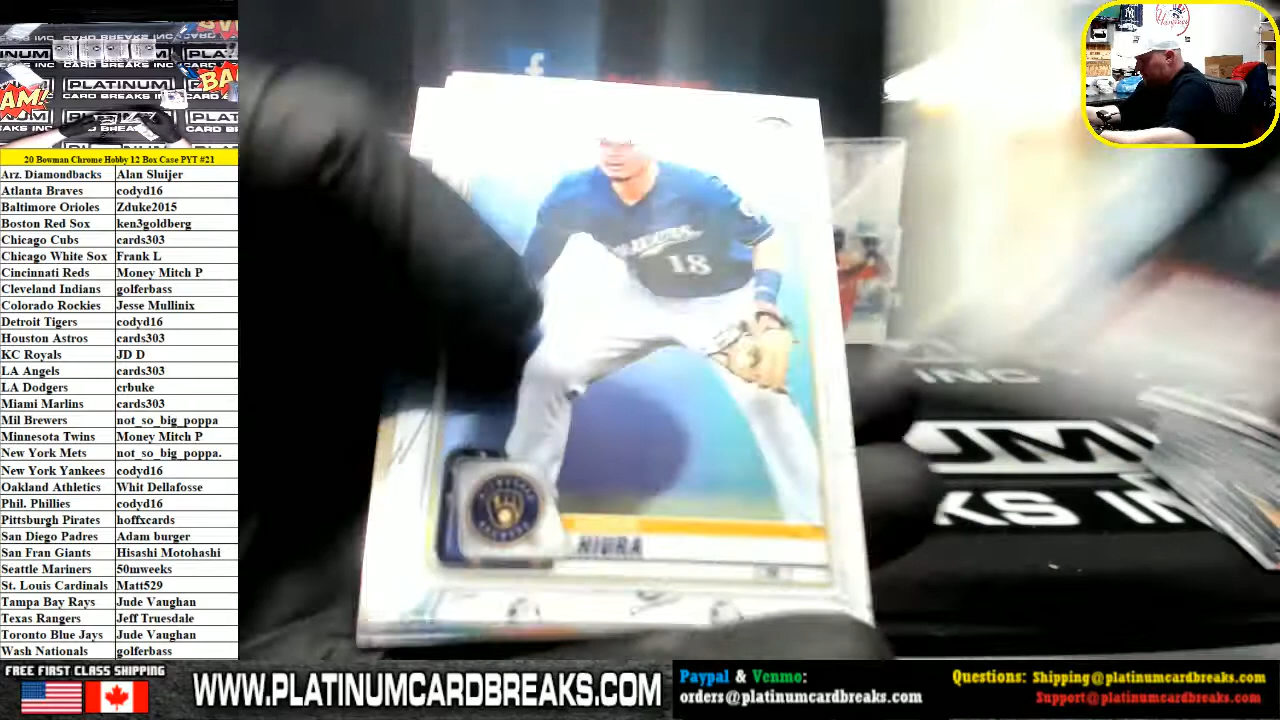 20 Bowman Chrome Hobby 12 Box Case PYT #21
Arz. Diamondbacks Alan Sluijer
Atlanta Braves codyd16
Baltimore Orioles Zduke2015
Boston Red Sox ken3goldberg
Chicago Cubs cards303
Chicago White Sox Frank L
Cincinnati Reds Money Mitch P
Cleveland Indians golferbass
Colorado Rockies Jesse Mullinix
Detroit Tigers codyd16
Houston Astros cards303
KC Royals JD D
LA Angels cards303
LA Dodgers crbuke
Miami Marlins cards303
Mil Brewers not_so_big_poppa
Minnesota Twins Money Mitch P
New York Mets not_so_big_poppa.
New York Yankees codyd16
Oakland Athletics Whit Dellafosse
Phil. Phillies codyd16
Pittsburgh Pirates hoffxcards
San Diego Padres Adam burger
San Fran Giants Hisashi Motohashi
Seattle Mariners 50mweeks
St. Louis Cardinals Matt529
Tampa Bay Rays Jude Vaughan
Texas Rangers Jeff Truesdale
Toronto Blue Jays Jude Vaughan
Wash Nationals golferbass
PLATINUM
CARD BREAKS INC
BAM!
18
HIURA
INC
FREE FIRST CLASS SHIPPING
WWW.PLATINUMCARDBREAKS.COM
Paypal & Venmo:
orders@platinumcardbreaks.com
Questions: Shipping@platinumcardbreaks.com
Support@platinumcardbreaks.com